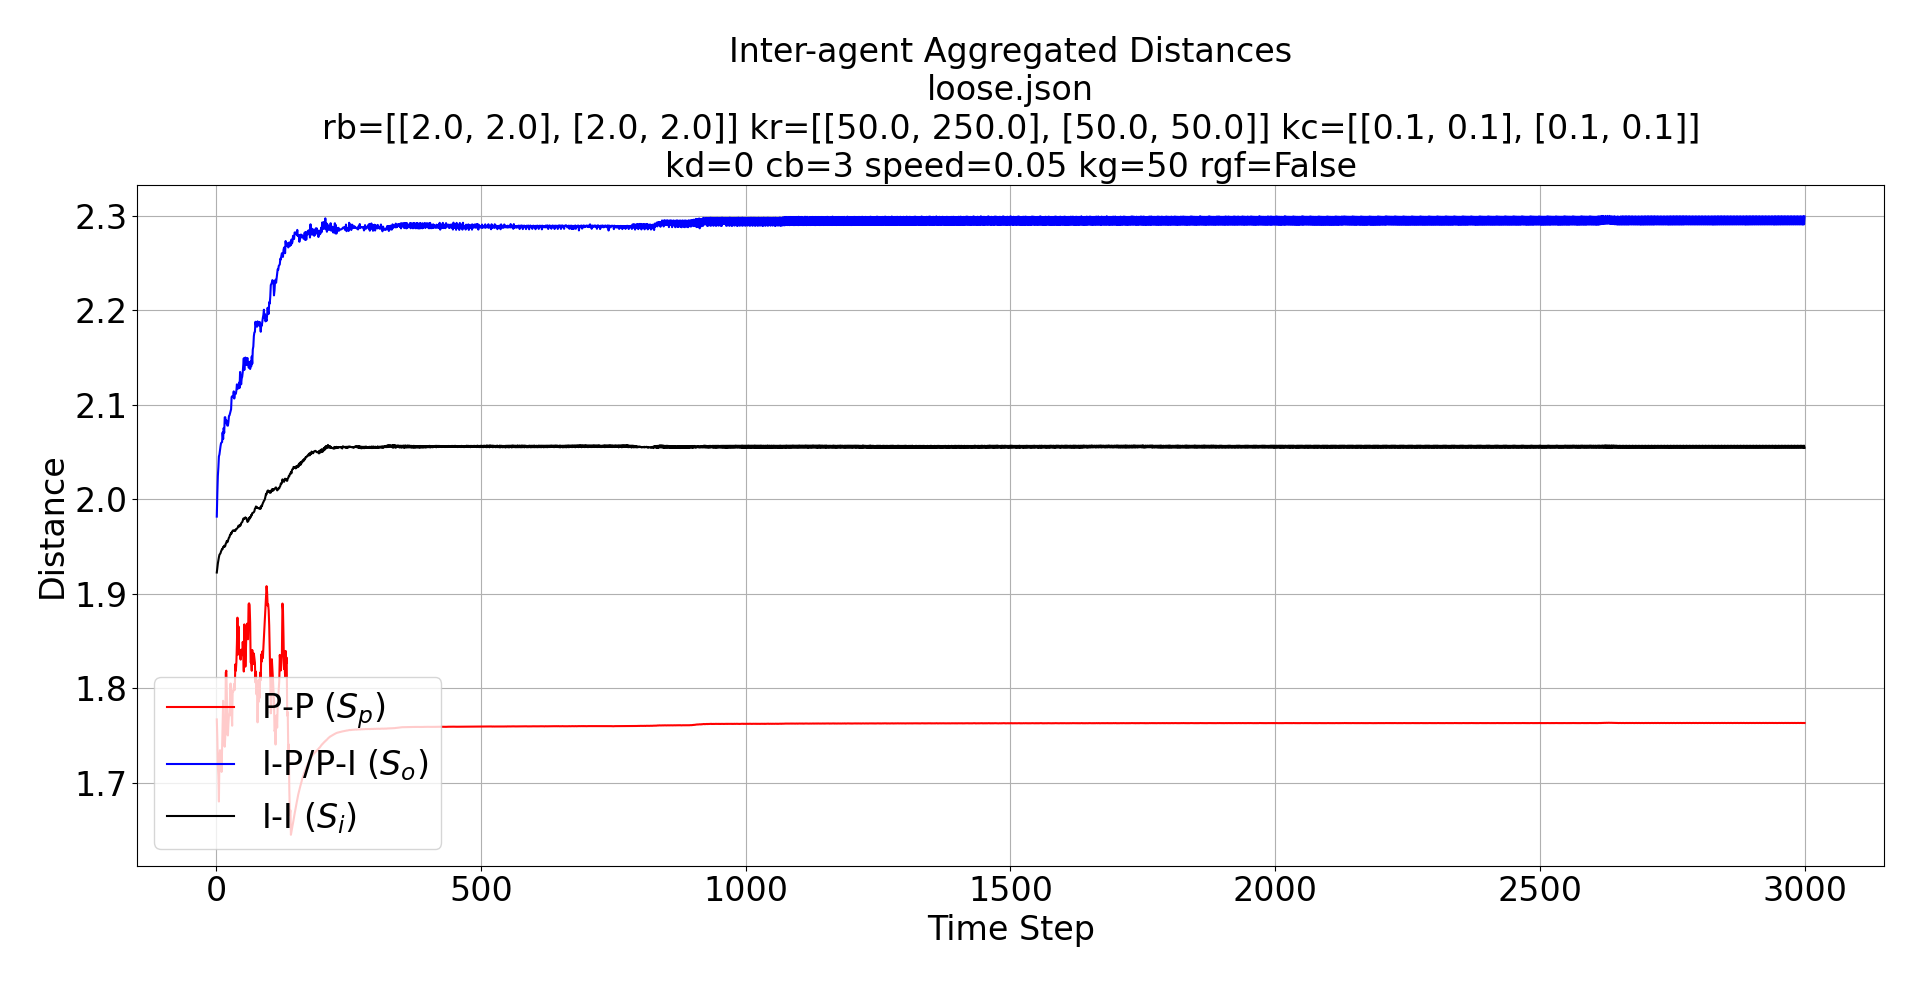 Inter-agent Aggregated Distances
loose.json
rb=[[2.0, 2.0], [2.0, 2.0]] kr=[[50.0, 250.0], [50.0, 50.0]] kc=[[0.1, 0.1], [0.1, 0.1]]
kd=0 cb=3 speed=0.05 kg=50 rgf=False
2.3
2.2
2.1
2.0
1.9
1.8
1.7
Distance
P-P (Sp)
I-P/P-I (So)
I-I (Si)
0 500 1000 1500 2000 2500 3000
Time Step